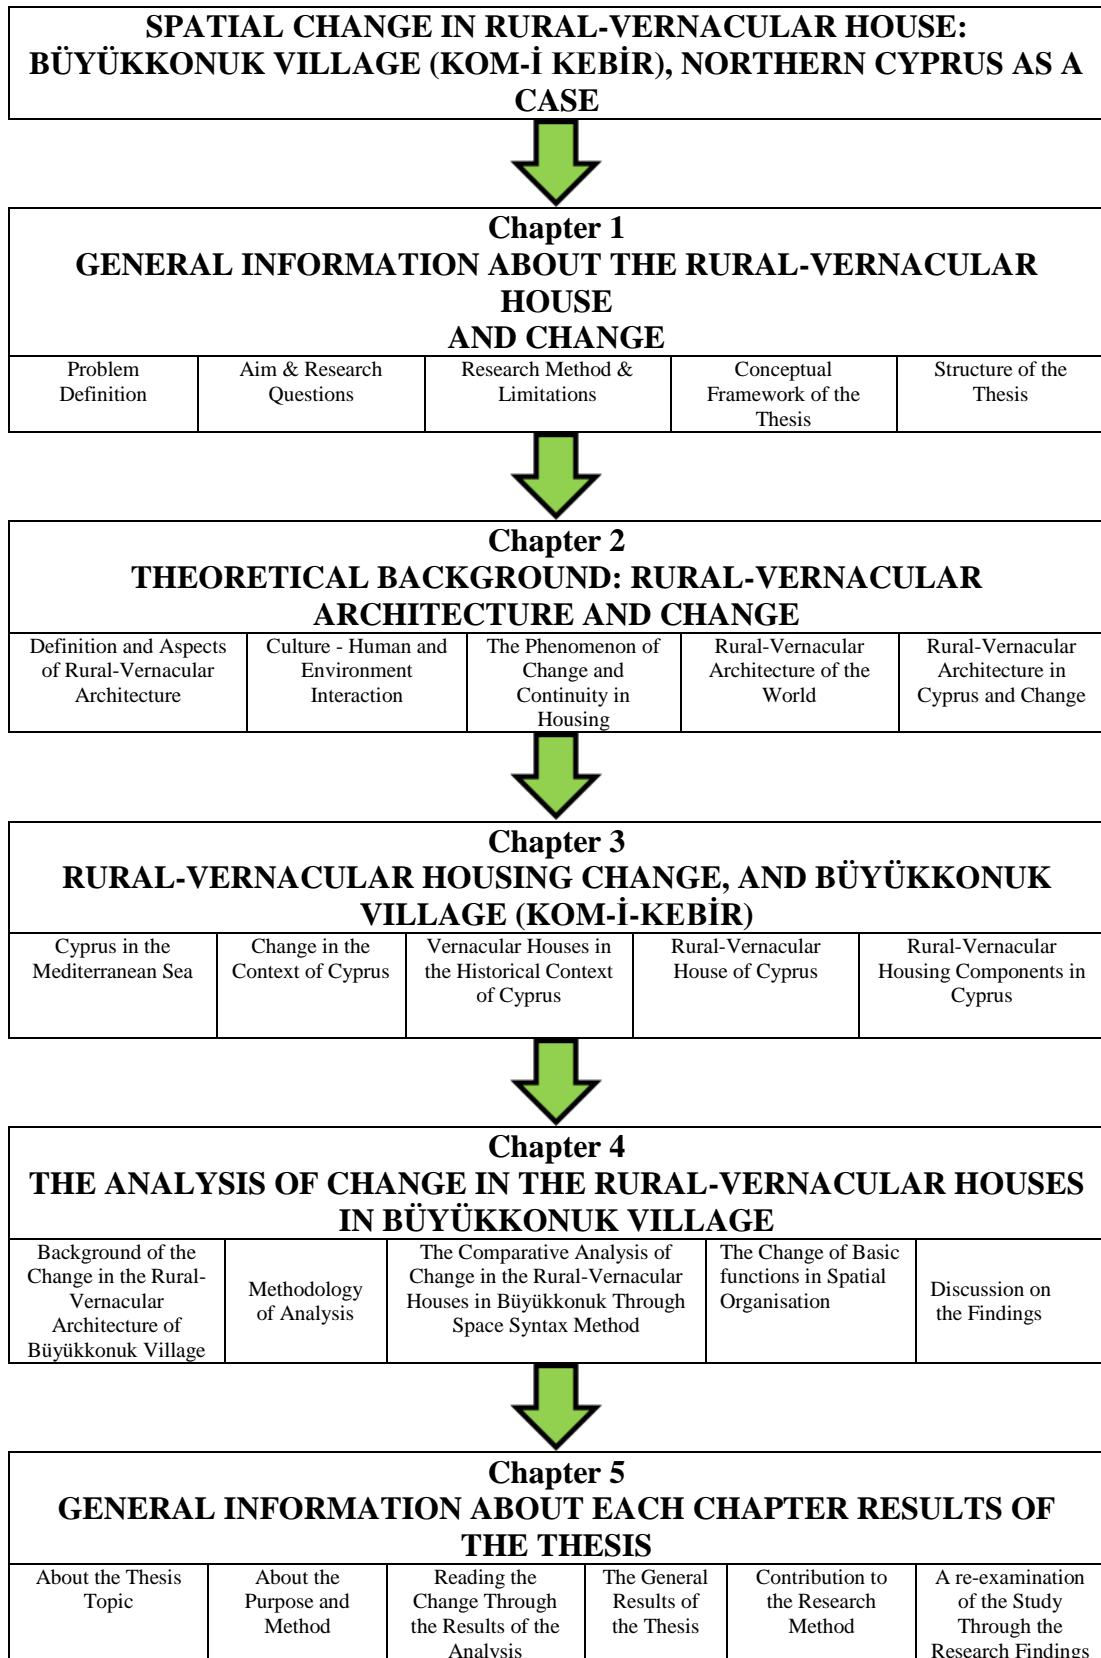 SPATIAL CHANGE IN RURAL-VERNACULAR HOUSE:
BÜYÜKKONUK VILLAGE (KOM-İ KEBİR), NORTHERN CYPRUS AS A
CASE
Chapter 1
GENERAL INFORMATION ABOUT THE RURAL-VERNACULAR
HOUSE
AND CHANGE
Problem
Definition
Aim & Research
Questions
Research Method &
Limitations
Conceptual
Framework of the
Thesis
Structure of the
Thesis
Chapter 2
THEORETICAL BACKGROUND: RURAL-VERNACULAR
ARCHITECTURE AND CHANGE
Definition and Aspects
of Rural-Vernacular
Architecture
Culture - Human and
Environment
Interaction
The Phenomenon of
Change and
Continuity in
Housing
Rural-Vernacular
Architecture of the
World
Rural-Vernacular
Architecture in
Cyprus and Change
Chapter 3
RURAL-VERNACULAR HOUSING CHANGE, AND BÜYÜKKONUK
VILLAGE (KOM-İ-KEBİR)
Cyprus in the
Mediterranean Sea
Change in the
Context of Cyprus
Vernacular Houses in
the Historical Context
of Cyprus
Rural-Vernacular
House of Cyprus
Rural-Vernacular
Housing Components in
Cyprus
Chapter 4
THE ANALYSIS OF CHANGE IN THE RURAL-VERNACULAR HOUSES
IN BÜYÜKKONUK VILLAGE
Background of the
Change in the Rural-
Vernacular
Architecture of
Büyükkonuk Village
Methodology
of Analysis
The Comparative Analysis of
Change in the Rural-Vernacular
Houses in Büyükkonuk Through
Space Syntax Method
The Change of Basic
functions in Spatial
Organisation
Discussion on
the Findings
Chapter 5
GENERAL INFORMATION ABOUT EACH CHAPTER RESULTS OF
THE THESIS
About the Thesis
Topic
About the
Purpose and
Method
Reading the
Change Through
the Results of the
Analysis
The General
Results of
the Thesis
Contribution to
the Research
Method
A re-examination
of the Study
Through the
Research Findings